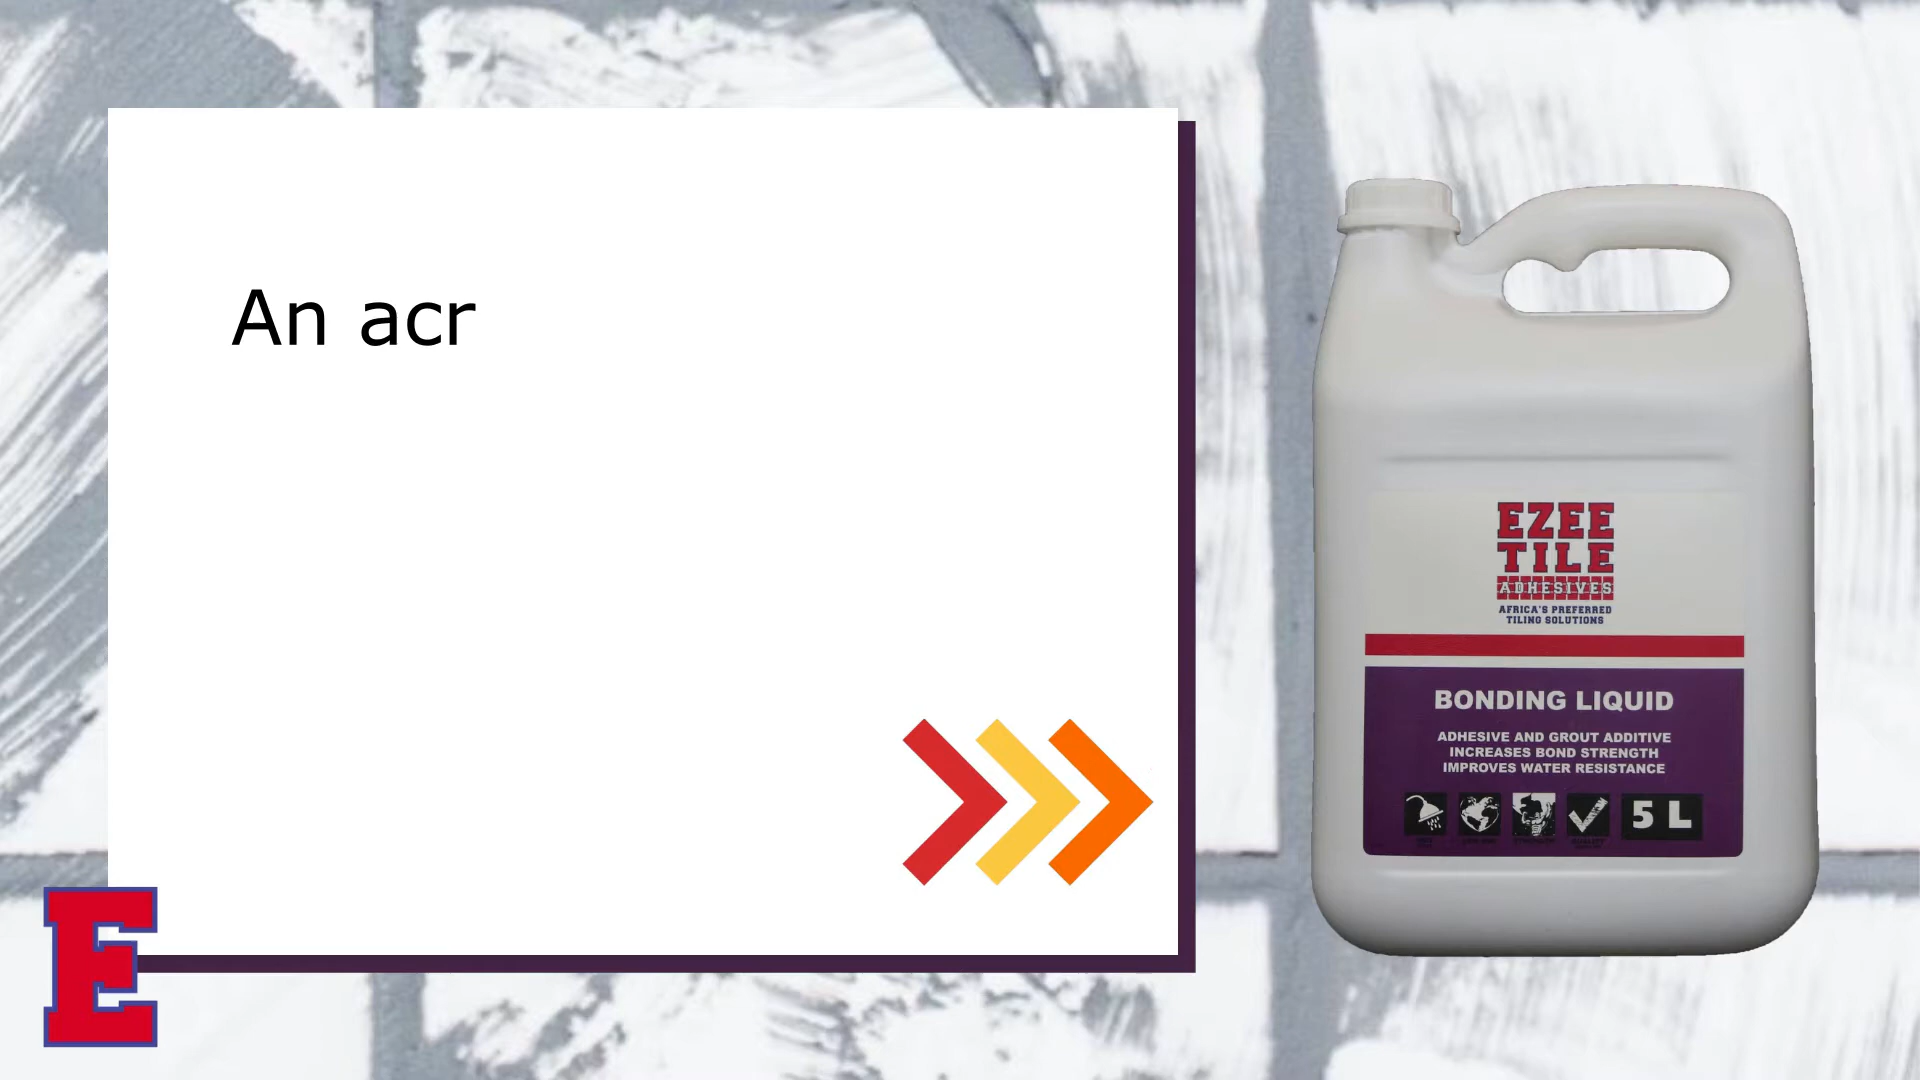 An acr
EZEE
TILE
ADHESIVES
AFRICA'S PREFERRED
TILING SOLUTIONS
BONDING LIQUID
ADHESIVE AND GROUT ADDITIVE
INCREASES BOND STRENGTH
IMPROVES WATER RESISTANCE
5 L
E